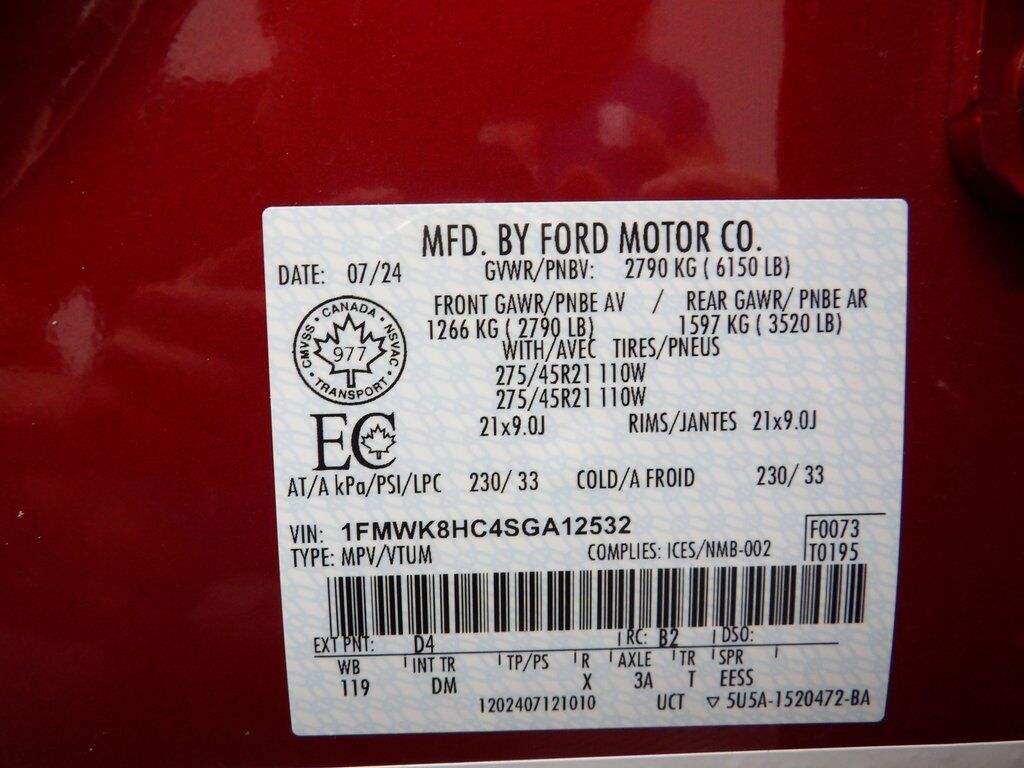 MFD. BY FORD MOTOR CO.
DATE: 07/24
GVWR/PNBV: 2790 KG ( 6150 LB)
FRONT GAWR/PNBE AV / REAR GAWR/ PNBE AR
1266 KG ( 2790 LB) 1597 KG ( 3520 LB)
WITH/AVEC TIRES/PNEUS
275/45R21 110W
275/45R21 110W
21x9.0J RIMS/JANTES 21x9.0J
CANADA
CMVSS
NSVAC
977
TRANSPORT
EC
AT/A kPa/PSI/LPC 230/ 33 COLD/A FROID 230/ 33
VIN: 1FMWK8HC4SGA12532
F0073
TYPE: MPV/VTUM COMPLIES: ICES/NMB-002
T0195
EXT PNT: D4 RC: B2 DSO:
WB INT TR TP/PS R AXLE TR SPR
119 DM X 3A T EESS
1202407121010 UCT ▽ 5U5A-1520472-BA